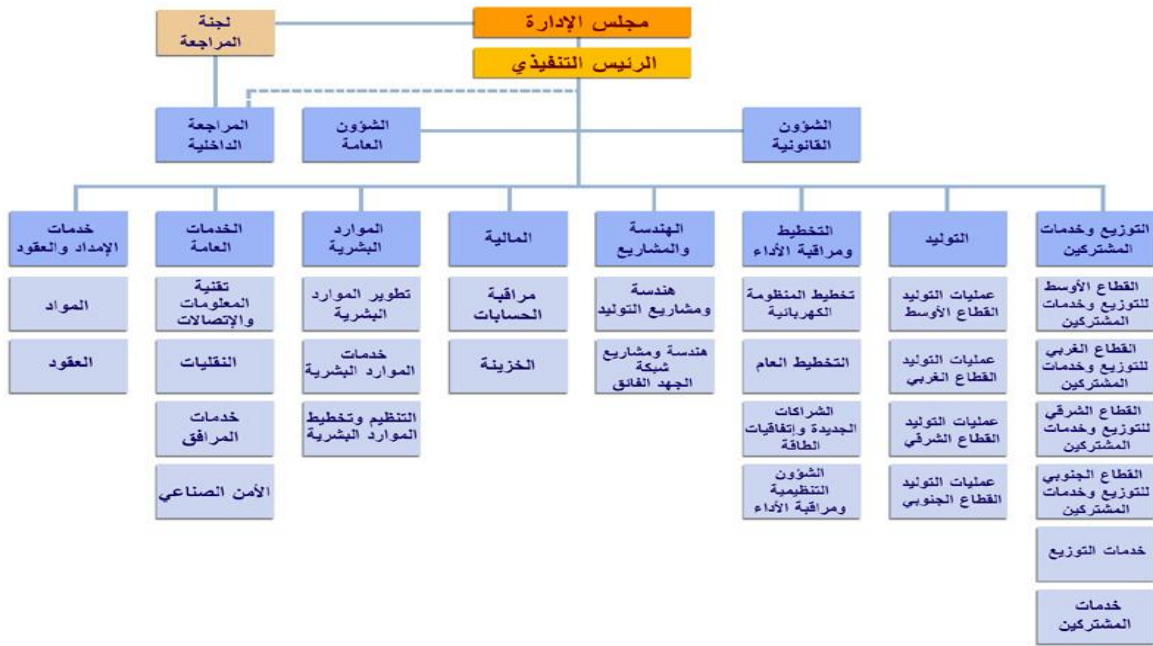 مجلس الإدارة
لجنة
المراجعة
الرئيس التنفيذي
الشؤون
القانونية
الشؤون
العامة
المراجعة
الداخلية
التوزيع وخدمات
المشتركين
القطاع الأوسط
للتوزيع وخدمات
المشتركين
القطاع الغربي
للتوزيع وخدمات
المشتركين
القطاع الشرقي
للتوزيع وخدمات
المشتركين
القطاع الجنوبي
للتوزيع وخدمات
المشتركين
خدمات التوزيع
خدمات
المشتركين
التوليد
عمليات التوليد
القطاع الأوسط
عمليات التوليد
القطاع الغربي
عمليات التوليد
القطاع الشرقي
عمليات التوليد
القطاع الجنوبي
التخطيط
ومراقبة الأداء
تخطيط المنظومة
الكهربائية
التخطيط العام
الشراكات
الجديدة وإتفاقيات
الطاقة
الشؤون
التنظيمية
ومراقبة الأداء
الهندسة
والمشاريع
هندسة
ومشاريع التوليد
هندسة ومشاريع
شبكة
الجهد الفائق
المالية
مراقبة
الحسابات
الخزينة
الموارد
البشرية
تطوير الموارد
البشرية
خدمات
الموارد البشرية
التنظيم وتخطيط
الموارد البشرية
الخدمات
العامة
تقنية
المعلومات
والإتصالات
النقليات
خدمات
المرافق
الأمن الصناعي
خدمات
الإمداد والعقود
المواد
العقود